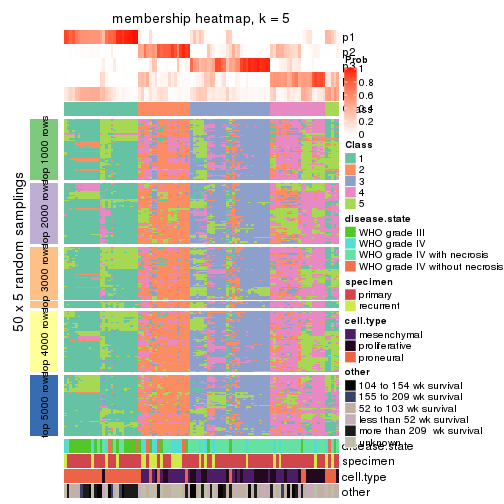 membership heatmap, k = 5
p1
p2
p3
Prob
1
0.8
0.6
0.4
0.2
0
Class
Class
1
2
3
4
5
disease.state
WHO grade III
WHO grade IV
WHO grade IV with necrosis
WHO grade IV without necrosis
specimen
primary
recurrent
cell.type
mesenchymal
proliferative
proneural
other
104 to 154 wk survival
155 to 209 wk survival
52 to 103 wk survival
less than 52 wk survival
more than 209 wk survival
unknown
50 x 5 random samplings
top 1000 rows
top 2000 rows
top 3000 rows
top 4000 rows
top 5000 rows
disease.state
specimen
cell.type
other